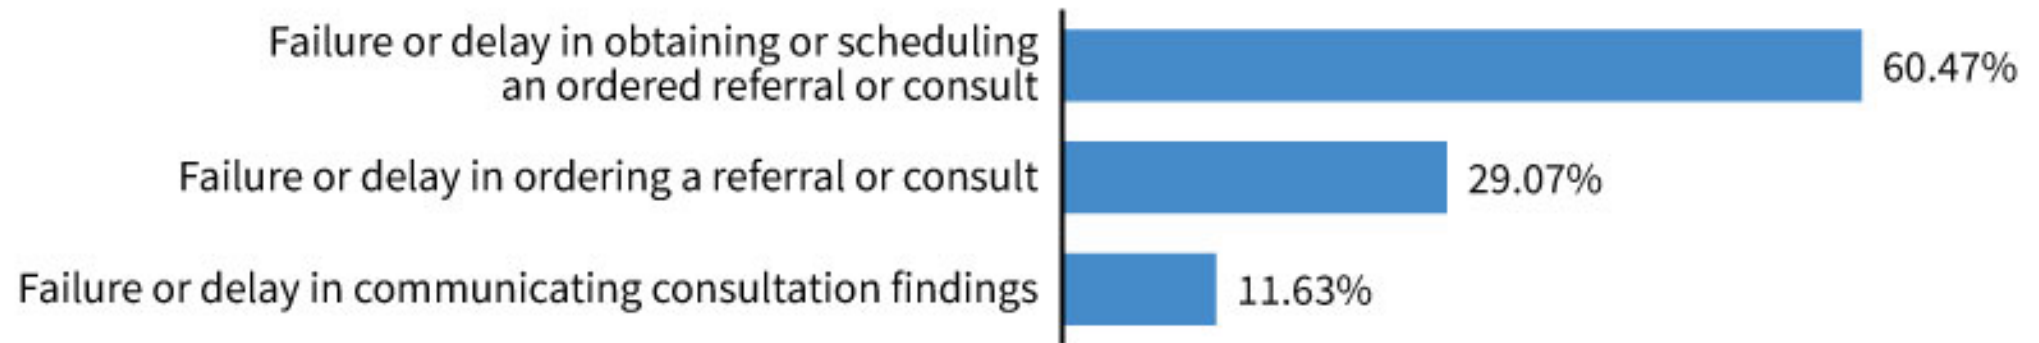 Failure or delay in obtaining or scheduling
an ordered referral or consult
60.47%
Failure or delay in ordering a referral or consult
29.07%
Failure or delay in communicating consultation findings
11.63%